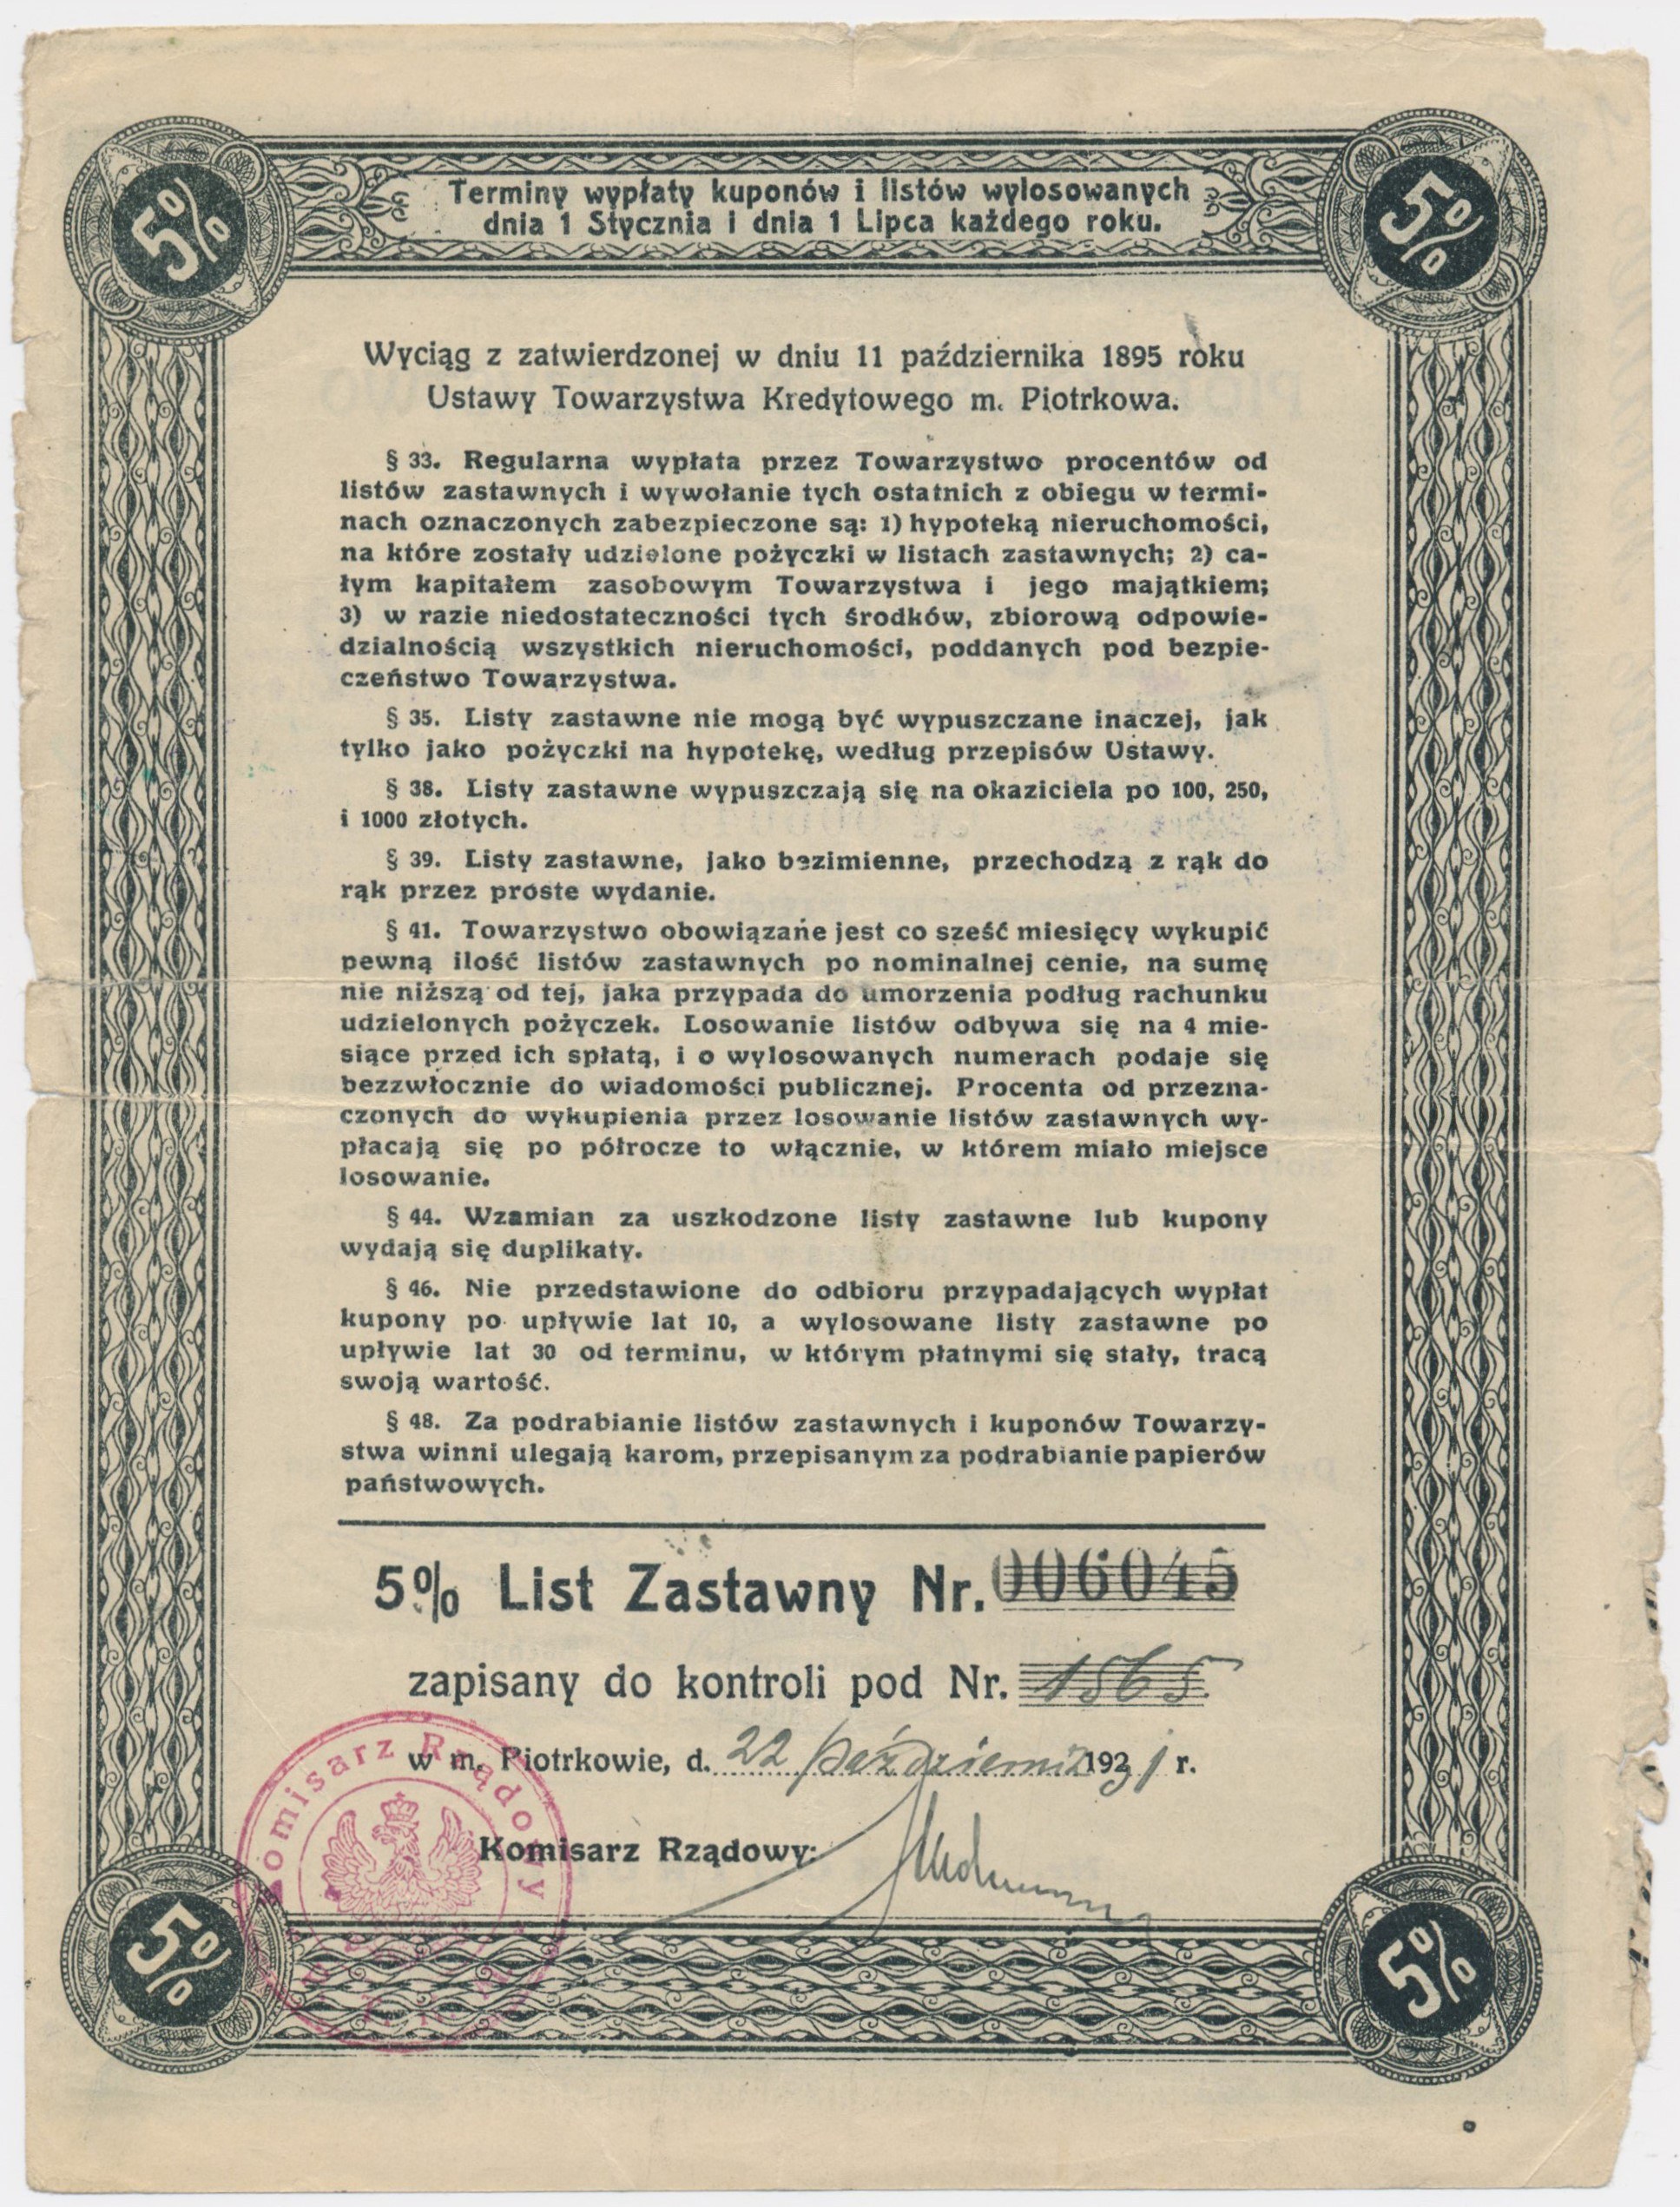 5%
Terminy wypłaty kuponów i listów wylosowanych
dnia 1 Stycznia i dnia 1 Lipca każdego roku.
5%
Wyciąg z zatwierdzonej w dniu 11 października 1895 roku
Ustawy Towarzystwa Kredytowego m. Piotrkowa.
§ 33. Regularna wypłata przez Towarzystwo procentów od
listów zastawnych i wywołanie tych ostatnich z obiegu w termi-
nach oznaczonych zabezpieczone są: 1) hypoteką nieruchomości,
na które zostały udzielone pożyczki w listach zastawnych; 2) ca-
łym kapitałem zasobowym Towarzystwa i jego majątkiem;
3) w razie niedostateczności tych środków, zbiorową odpowie-
dzialnością wszystkich nieruchomości, poddanych pod bezpie-
czeństwo Towarzystwa.
§ 35. Listy zastawne nie mogą być wypuszczane inaczej, jak
tylko jako pożyczki na hypotekę, według przepisów Ustawy.
§ 38. Listy zastawne wypuszczają się na okaziciela po 100, 250,
i 1000 złotych.
§ 39. Listy zastawne, jako bezimienne, przechodzą z rąk do
rąk przez proste wydanie.
§ 41. Towarzystwo obowiązane jest co sześć miesięcy wykupić
pewną ilość listów zastawnych po nominalnej cenie, na sumę
nie niższą od tej, jaka przypada do umorzenia podług rachunku
udzielonych pożyczek. Losowanie listów odbywa się na 4 mie-
siące przed ich spłatą, i o wylosowanych numerach podaje się
bezzwłocznie do wiadomości publicznej. Procenta od przezna-
czonych do wykupienia przez losowanie listów zastawnych wy-
płacają się po półrocze to włącznie, w którem miało miejsce
losowanie.
§ 44. Wzamian za uszkodzone listy zastawne lub kupony
wydają się duplikaty.
§ 46. Nie przedstawione do odbioru przypadających wypłat
kupony po upływie lat 10, a wylosowane listy zastawne po
upływie lat 30 od terminu, w którym płatnymi się stały, tracą
swoją wartość.
§ 48. Za podrabianie listów zastawnych i kuponów Towarzy-
stwa winni ulegają karom, przepisanym za podrabianie papierów
państwowych.
5% List Zastawny Nr. 006045
zapisany do kontroli pod Nr. 1565
w m. Piotrkowie, d. 22 1931 r.
Komisarz Rządowy
Komisarz Rządowy:
5%
5%